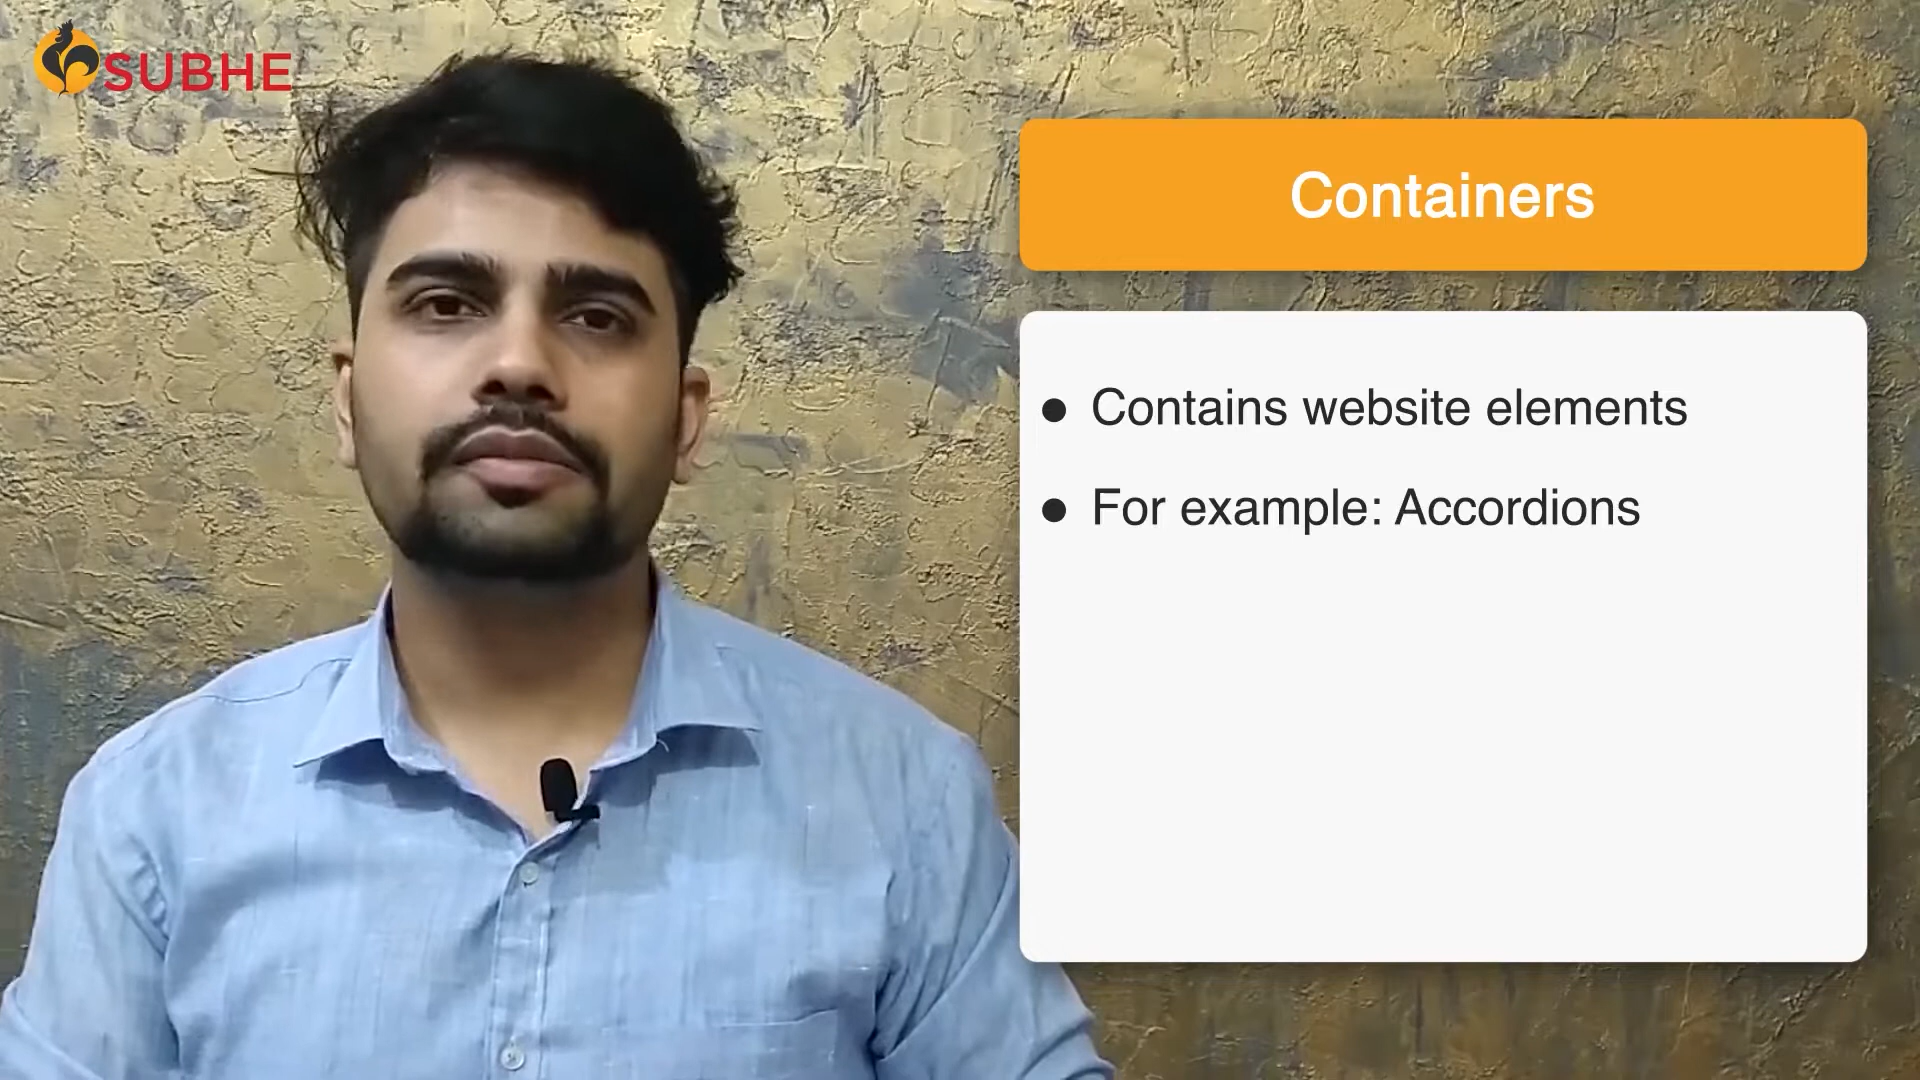 SUBHE
Containers
● Contains website elements
● For example: Accordions